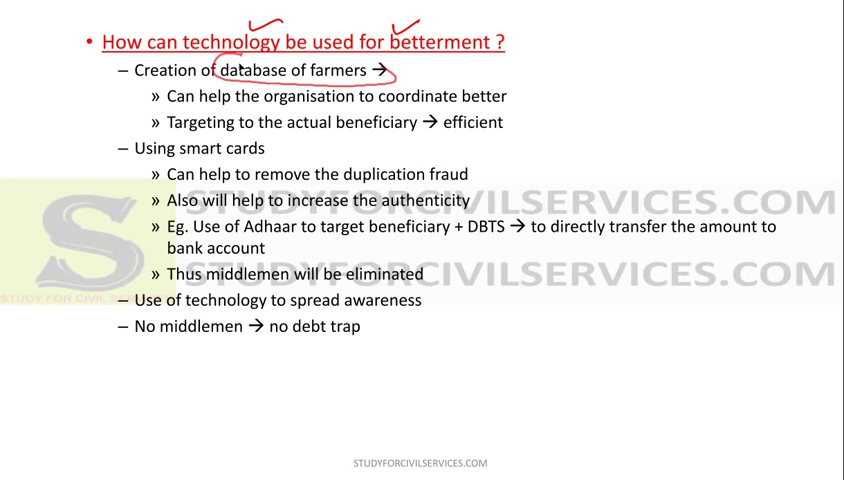 • How can technology be used for betterment ?
– Creation of database of farmers →
» Can help the organisation to coordinate better
» Targeting to the actual beneficiary → efficient
– Using smart cards
» Can help to remove the duplication fraud
» Also will help to increase the authenticity
» Eg. Use of Adhaar to target beneficiary + DBTS → to directly transfer the amount to
bank account
» Thus middlemen will be eliminated
– Use of technology to spread awareness
– No middlemen → no debt trap
S
STUDY FOR CIVIL SERVICES
STUDYFORCIVILSERVICES.COM
STUDYFORCIVILSERVICES.COM
STUDYFORCIVILSERVICES.COM